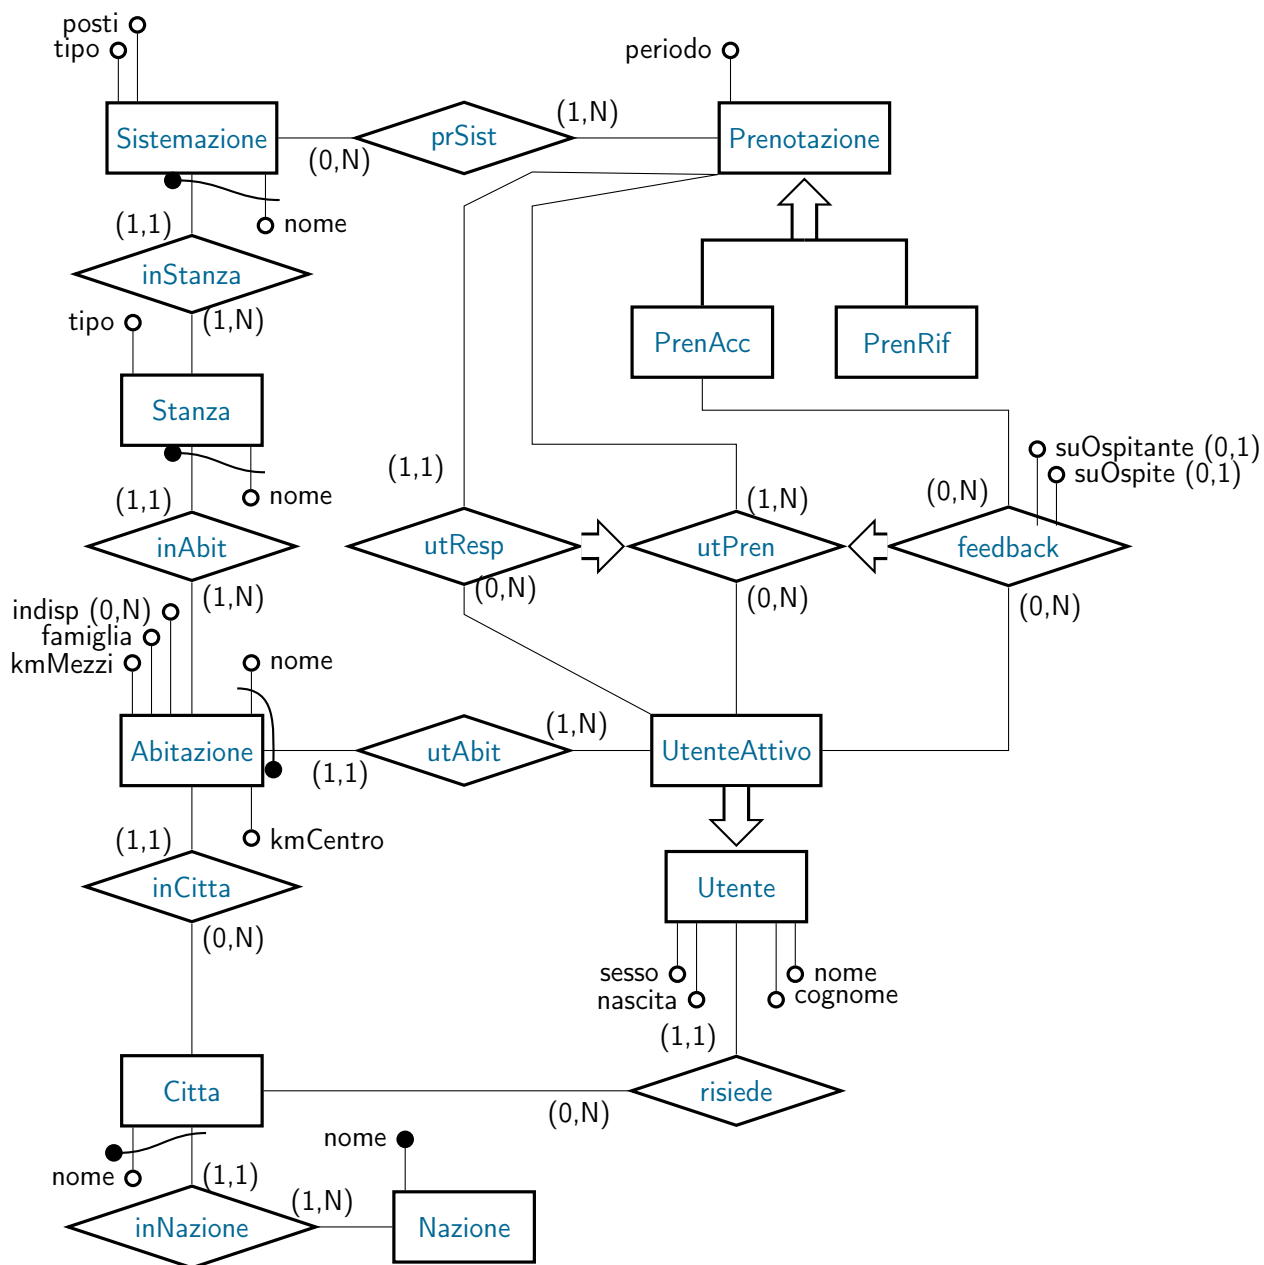 posti
tipo
periodo
Sistemazione
prSist
Prenotazione
(1,N)
(0,N)
(1,1)
nome
inStanza
(1,N)
tipo
PrenAcc
PrenRif
Stanza
suOspitante (0,1)
suOspite (0,1)
(1,1)
(0,N)
nome
(1,1)
(1,N)
inAbit
utResp
utPren
feedback
(1,N)
(0,N)
(0,N)
(0,N)
indisp (0,N)
famiglia
kmMezzi
nome
(1,N)
Abitazione
utAbit
UtenteAttivo
(1,1)
(1,1)
kmCentro
inCitta
Utente
(0,N)
sesso
nome
nascita
cognome
(1,1)
Citta
risiede
(0,N)
nome
nome
(1,1)
(1,N)
inNazione
Nazione